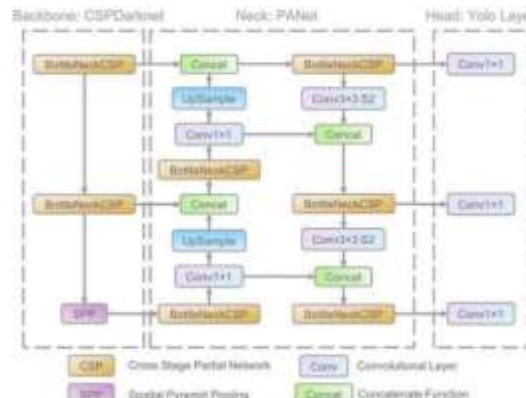 Backbone: CSPDarknet Neck: PANet Head: Yolo Layer
BottleNeckCSP Concat BottleNeckCSP Conv1×1
UpSample Conv3×3 S2
Conv1×1 Concat
BottleNeckCSP
BottleNeckCSP Concat BottleNeckCSP Conv1×1
UpSample Conv3×3 S2
Conv1×1 Concat
SPP BottleNeckCSP BottleNeckCSP Conv1×1
CSP Cross Stage Partial Network Conv Convolutional Layer
SPP Spatial Pyramid Pooling Concat Concatenate Function